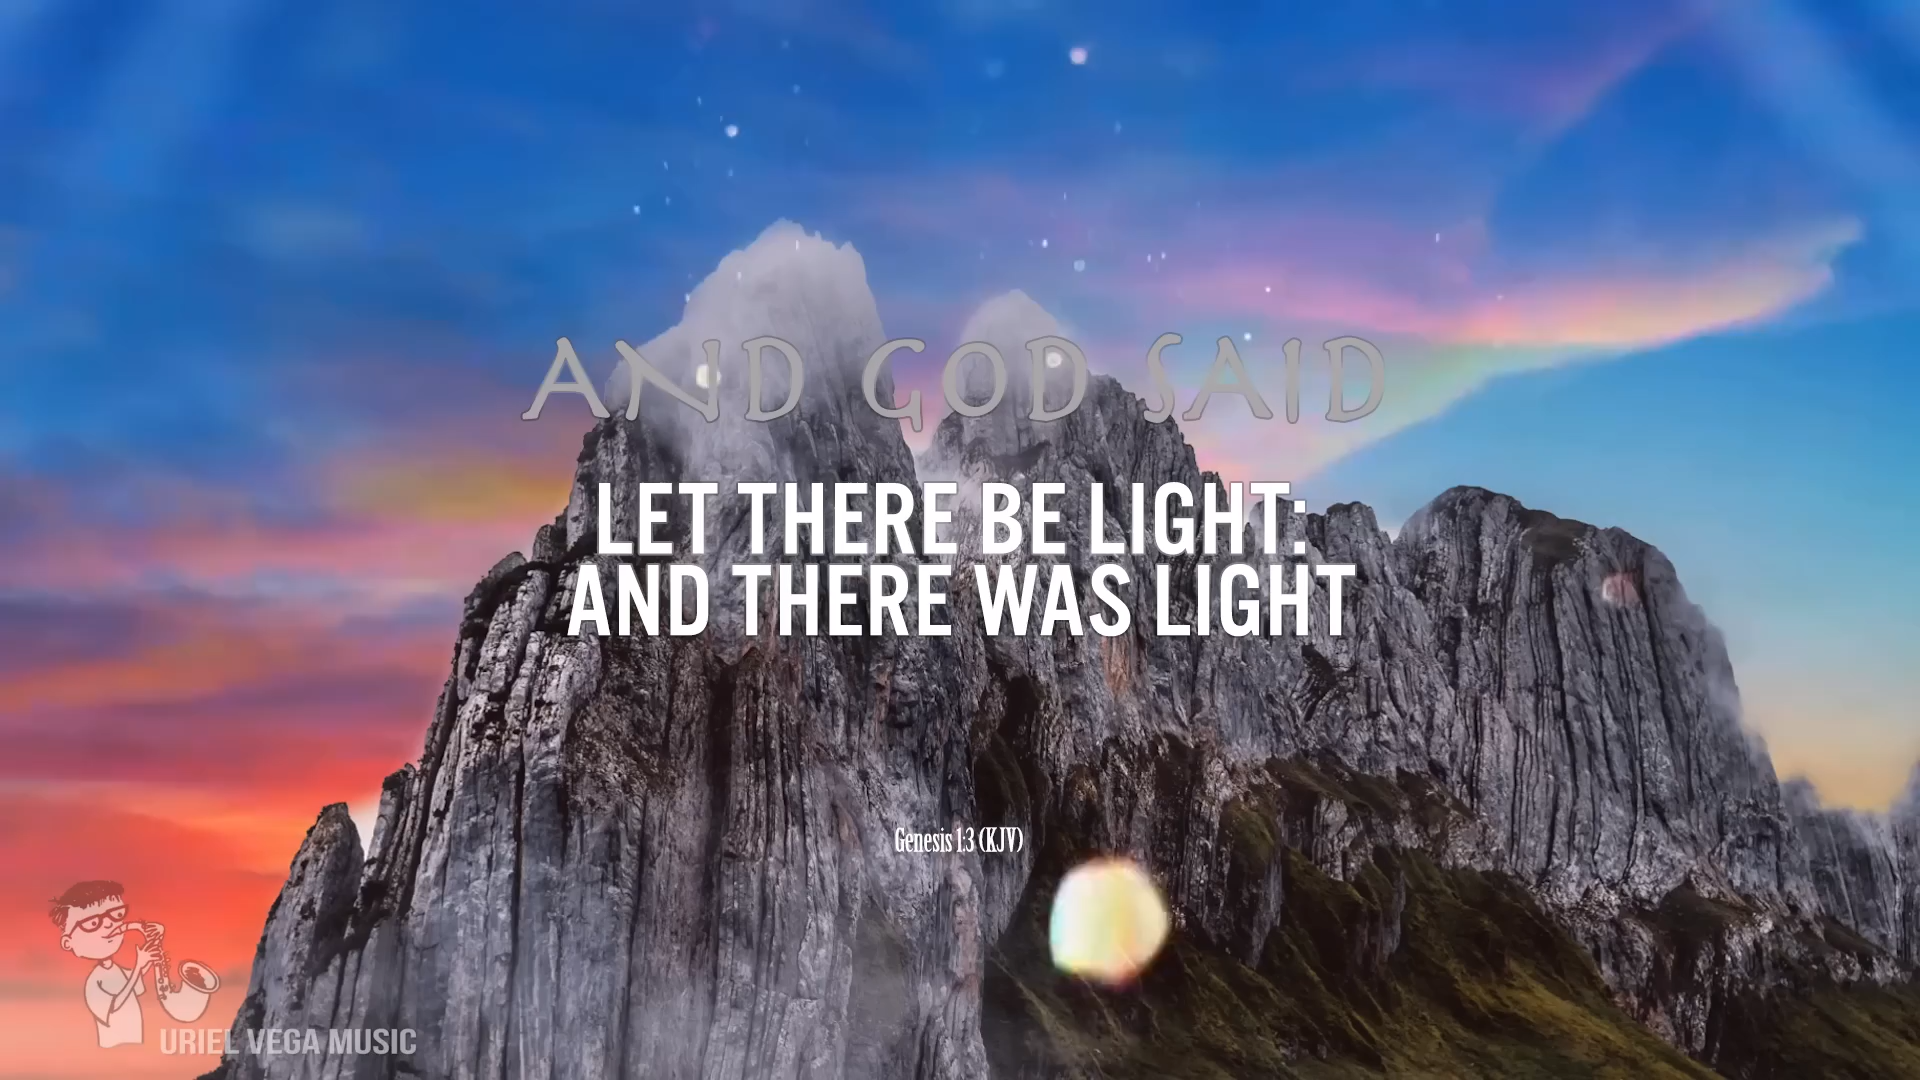 AND GOD SAID
LET THERE BE LIGHT:
AND THERE WAS LIGHT
Genesis 1:3 (KJV)
URIEL VEGA MUSIC